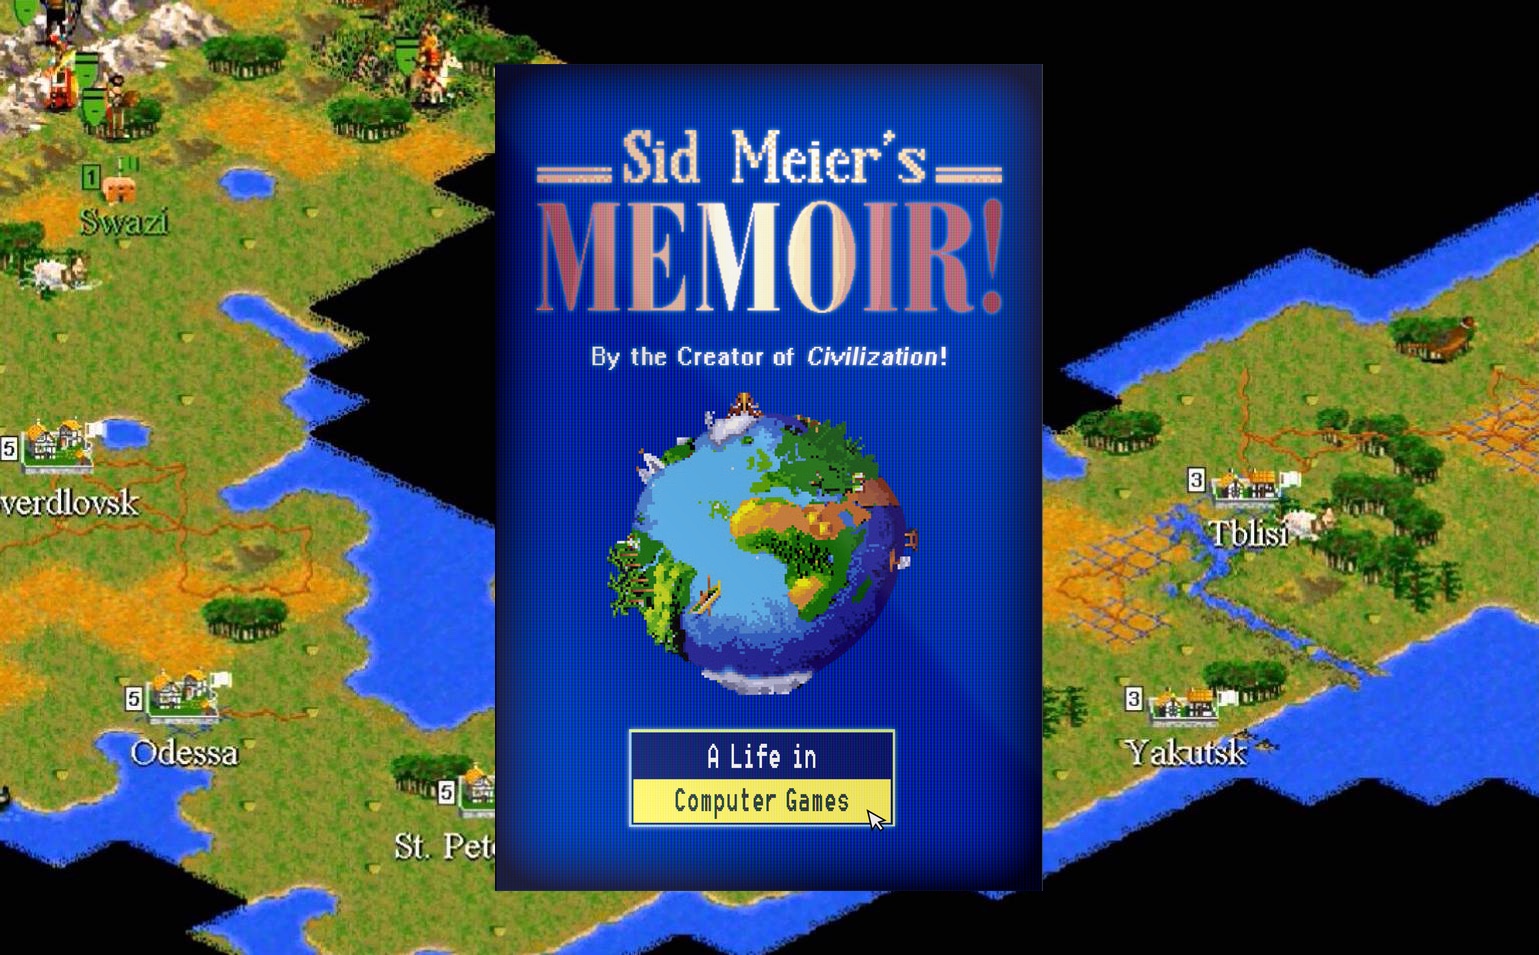 Sid Meier's
MEMOIR!
By the Creator of Civilization!
A Life in
Computer Games
1
Swazi
5
verdlovsk
5
Odessa
5
St. Pet
3
Tblisi
3
Yakutsk